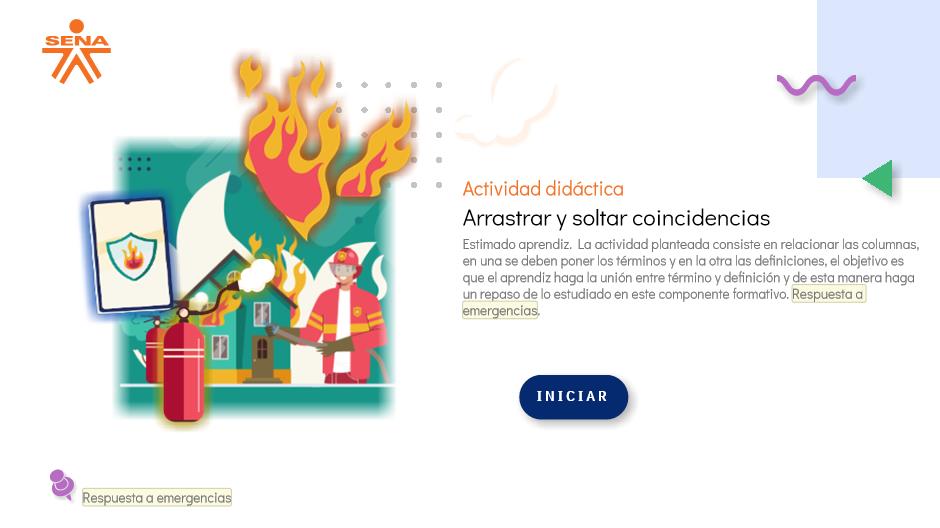 SENA
Actividad didáctica
Arrastrar y soltar coincidencias
Estimado aprendiz. La actividad planteada consiste en relacionar las columnas,
en una se deben poner los términos y en la otra las definiciones, el objetivo es
que el aprendiz haga la unión entre término y definición y de esta manera haga
un repaso de lo estudiado en este componente formativo. Respuesta a
emergencias.
INICIAR
Respuesta a emergencias